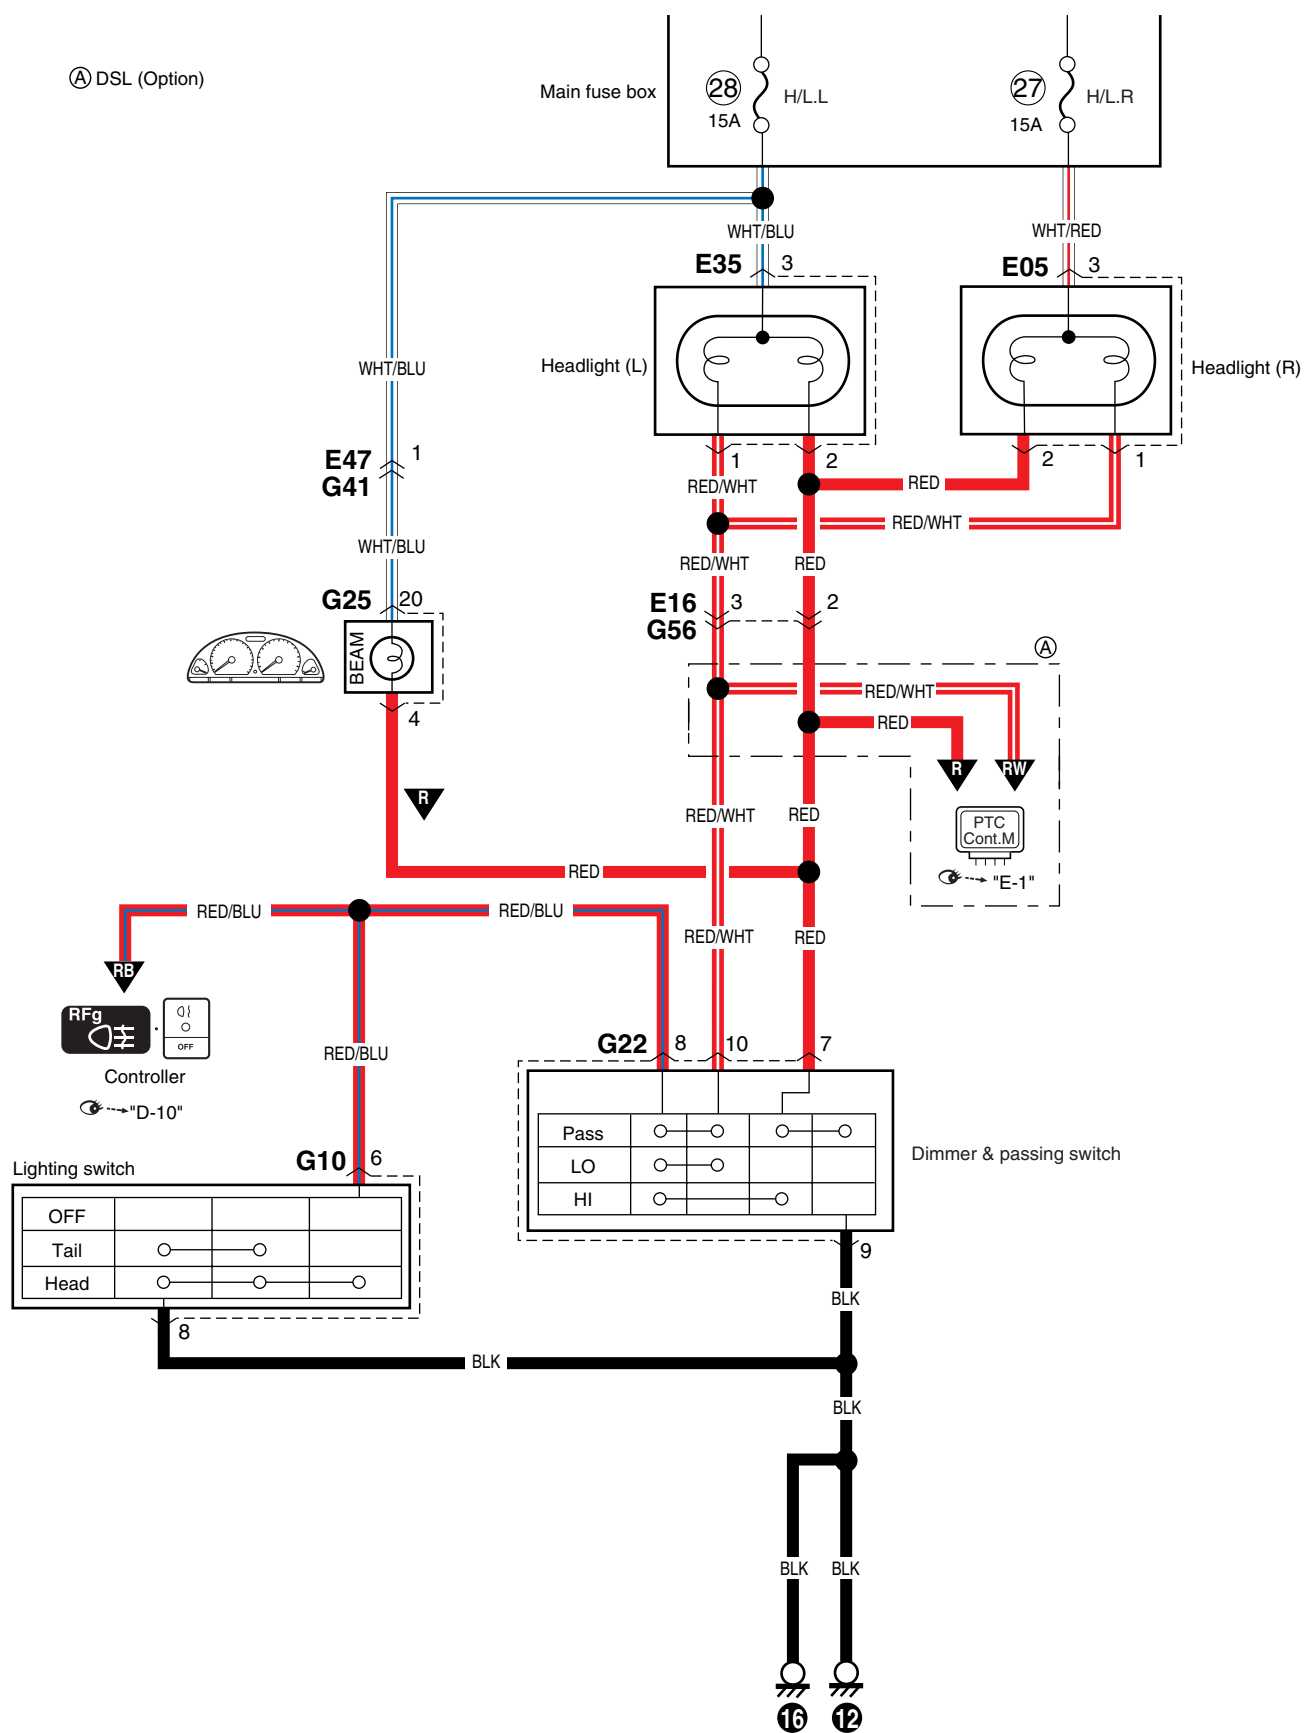 Ⓐ DSL (Option)
Main fuse box
28
H/L.L
15A
27
H/L.R
15A
WHT/BLU
WHT/RED
E35 3
E05 3
Headlight (L)
Headlight (R)
WHT/BLU
1
2
2
1
E47 1
G41
RED/WHT
RED
RED/WHT
WHT/BLU
RED/WHT
RED
G25 20
E16 3
2
G56
BEAM
A
4
RED/WHT
RED
R
RW
R
RED/WHT
RED
PTC
Cont.M
"E-1"
RED
RED/BLU
RED/BLU
RED/WHT
RED
RB
RFg
OFF
Controller
"D-10"
RED/BLU
G22 8
10
7
Pass
LO
HI
Dimmer & passing switch
Lighting switch
G10 6
OFF
Tail
Head
8
9
BLK
BLK
BLK
BLK
BLK
16
12